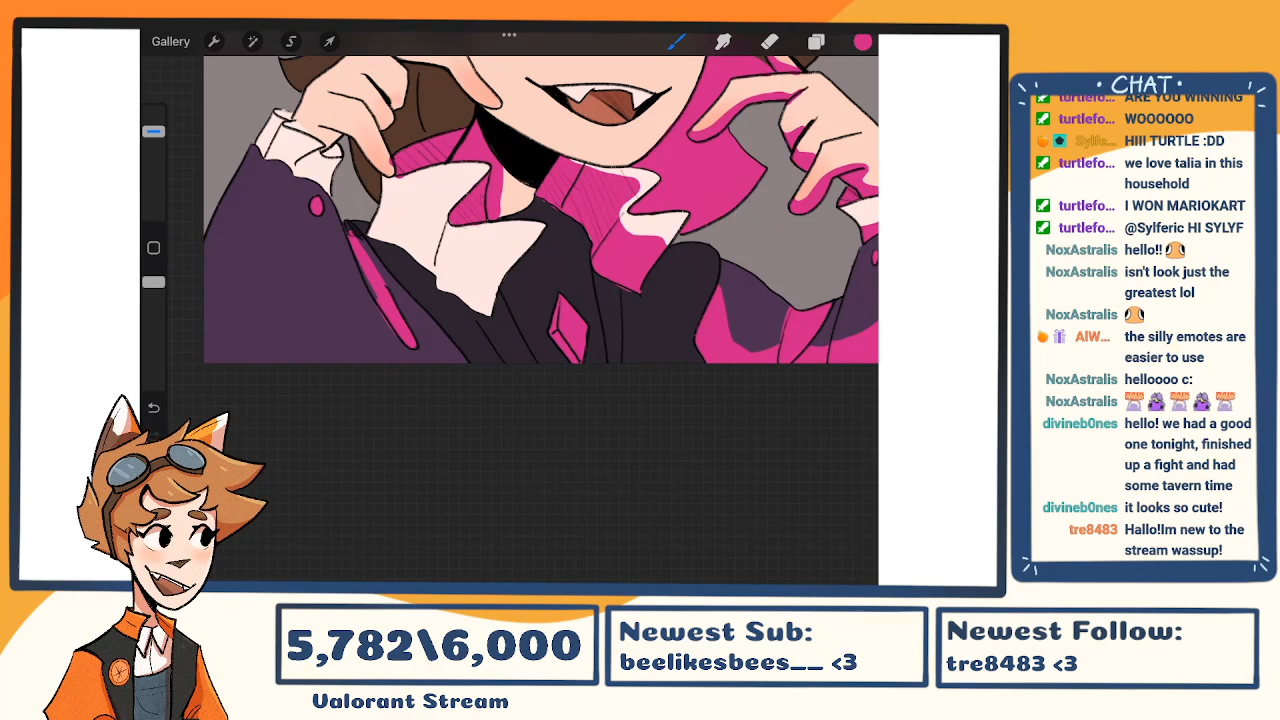 Gallery
• CHAT •
turtlefo... ARE YOU WINNING
turtlefo... WOOOOOO
Sylfe... HIII TURTLE :DD
turtlefo... we love talia in this
household
turtlefo... I WON MARIOKART
turtlefo... @Sylferic HI SYLYF
NoxAstralis hello!!
NoxAstralis isn't look just the
greatest lol
NoxAstralis
AlW... the silly emotes are
easier to use
NoxAstralis helloooo c:
NoxAstralis
divineb0nes hello! we had a good
one tonight, finished
up a fight and had
some tavern time
divineb0nes it looks so cute!
tre8483 Hallo!Im new to the
stream wassup!
5,782\6,000
Valorant Stream
Newest Sub:
beelikesbees__ <3
Newest Follow:
tre8483 <3